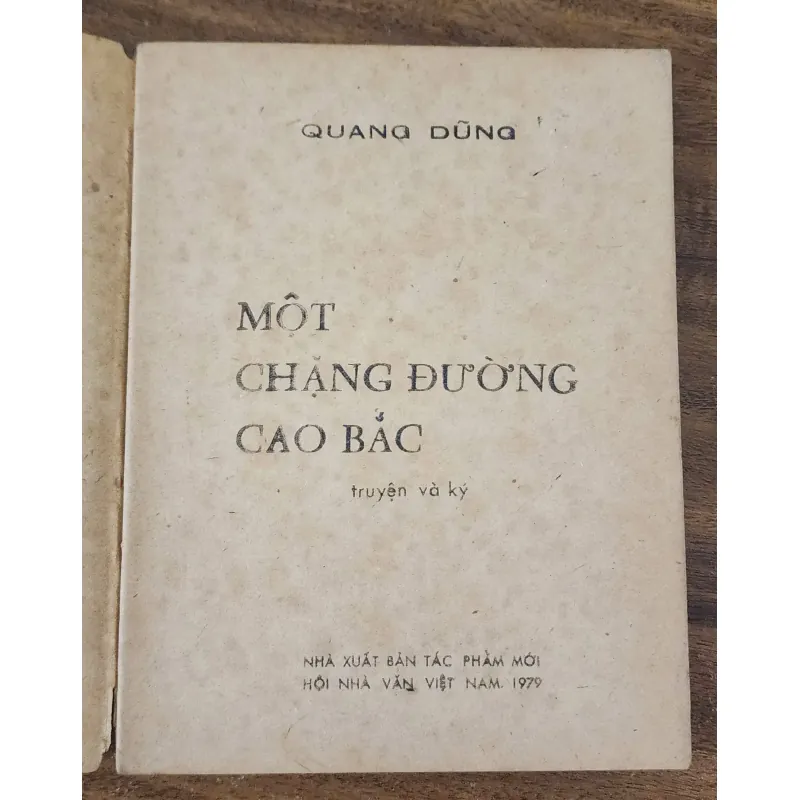 QUANG DŨNG
MỘT
CHẶNG ĐƯỜNG
CAO BẮC
truyện và ký
NHÀ XUẤT BẢN TÁC PHẨM MỚI
HỘI NHÀ VĂN VIỆT NAM. 1979